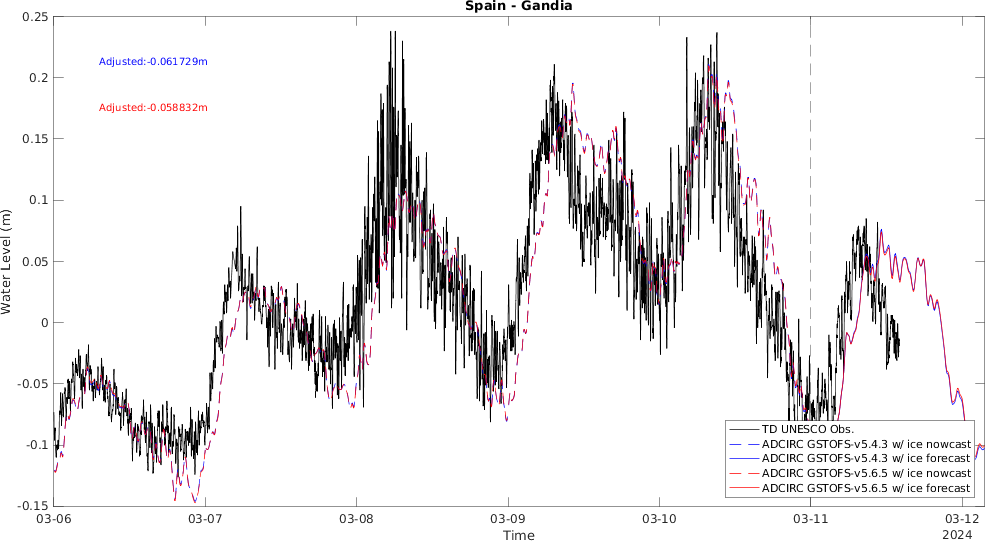 Spain - Gandia
0.25
0.2
0.15
0.1
0.05
0
-0.05
-0.1
-0.15
Water Level (m)
Adjusted:-0.061729m
Adjusted:-0.058832m
TD UNESCO Obs.
ADCIRC GSTOFS-v5.4.3 w/ ice nowcast
ADCIRC GSTOFS-v5.4.3 w/ ice forecast
ADCIRC GSTOFS-v5.6.5 w/ ice nowcast
ADCIRC GSTOFS-v5.6.5 w/ ice forecast
03-06
03-07
03-08
03-09
03-10
03-11
03-12
Time
2024